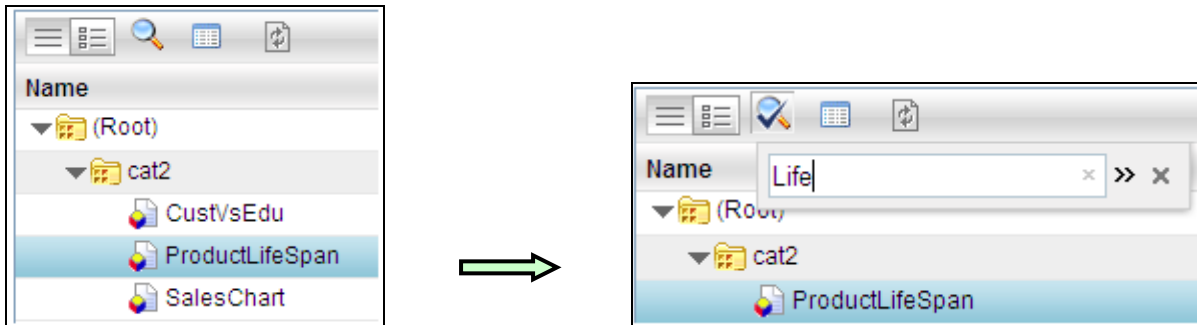 Name
(Root)
cat2
CustVsEdu
ProductLifeSpan
SalesChart
Name
Life
(Root)
cat2
ProductLifeSpan